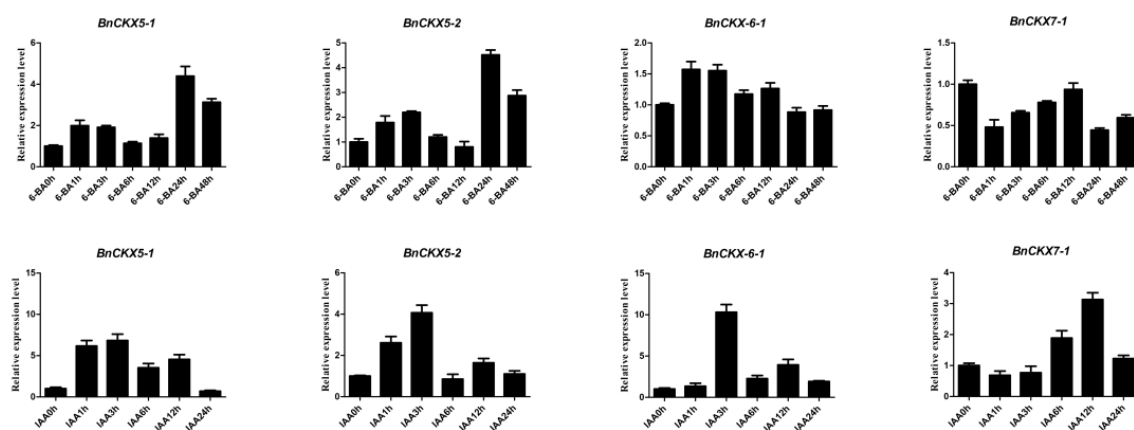 BnCKX5-1
Relative expression level
6
4
2
0
6-BA0h
6-BA1h
6-BA3h
6-BA6h
6-BA12h
6-BA24h
6-BA48h
BnCKX5-2
Relative expression level
5
4
3
2
1
0
6-BA0h
6-BA1h
6-BA3h
6-BA6h
6-BA12h
6-BA24h
6-BA48h
BnCKX-6-1
Relative expression level
2.0
1.5
1.0
0.5
0.0
6-BA0h
6-BA1h
6-BA3h
6-BA6h
6-BA12h
6-BA24h
6-BA48h
BnCKX7-1
Relative expression level
1.5
1.0
0.5
0.0
6-BA0h
6-BA1h
6-BA3h
6-BA6h
6-BA12h
6-BA24h
6-BA48h
BnCKX5-1
Relative expression level
15
10
5
0
IAA0h
IAA1h
IAA3h
IAA6h
IAA12h
IAA24h
BnCKX5-2
Relative expression level
6
4
2
0
IAA0h
IAA1h
IAA3h
IAA6h
IAA12h
IAA24h
BnCKX-6-1
Relative expression level
15
10
5
0
IAA0h
IAA1h
IAA3h
IAA6h
IAA12h
IAA24h
BnCKX7-1
Relative expression level
4
3
2
1
0
IAA0h
IAA1h
IAA3h
IAA6h
IAA12h
IAA24h